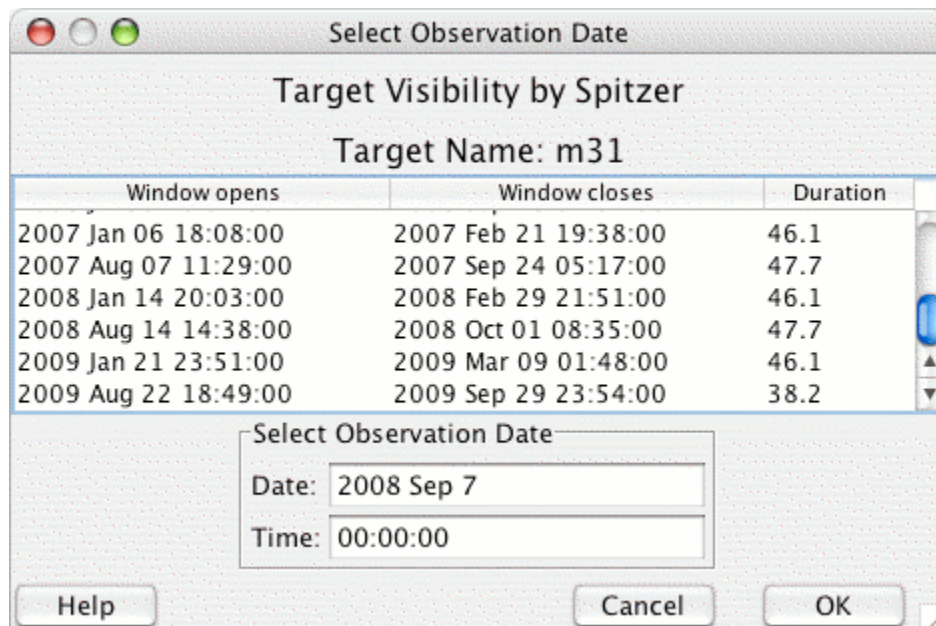 Select Observation Date
Target Visibility by Spitzer
Target Name: m31
Window opens Window closes Duration
2007 Jan 06 18:08:00 2007 Feb 21 19:38:00 46.1
2007 Aug 07 11:29:00 2007 Sep 24 05:17:00 47.7
2008 Jan 14 20:03:00 2008 Feb 29 21:51:00 46.1
2008 Aug 14 14:38:00 2008 Oct 01 08:35:00 47.7
2009 Jan 21 23:51:00 2009 Mar 09 01:48:00 46.1
2009 Aug 22 18:49:00 2009 Sep 29 23:54:00 38.2
Select Observation Date
Date: 2008 Sep 7
Time: 00:00:00
Help Cancel OK